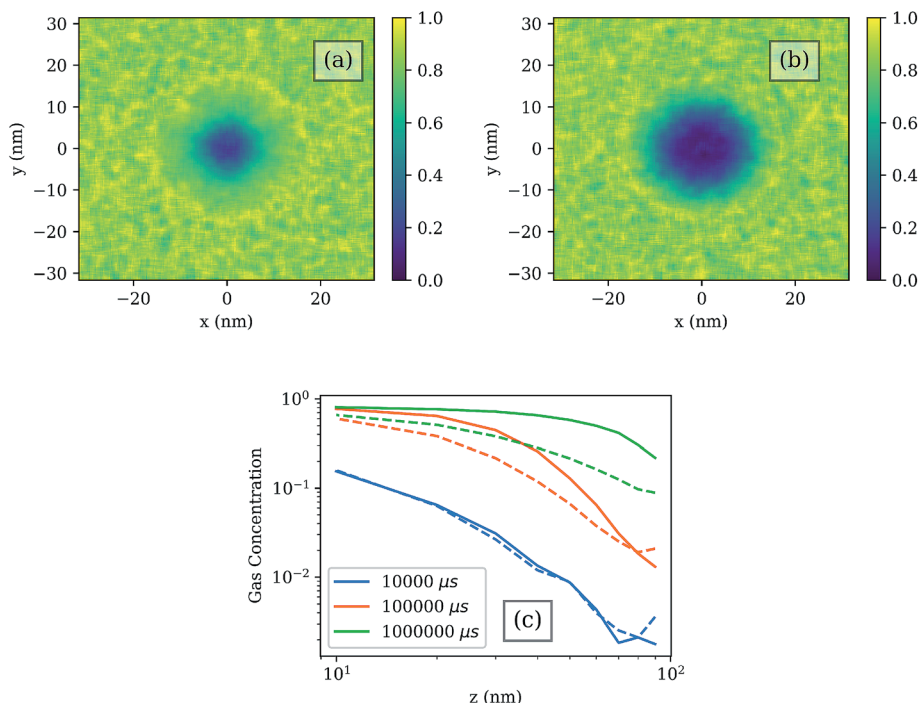 (a)
30
20
10
0
−10
−20
−30
y (nm)
−20 0 20
x (nm)
1.0
0.8
0.6
0.4
0.2
0.0
(b)
30
20
10
0
−10
−20
−30
y (nm)
−20 0 20
x (nm)
1.0
0.8
0.6
0.4
0.2
0.0
10⁰
10⁻¹
10⁻²
Gas Concentration
10000 μs
100000 μs
1000000 μs
(c)
10¹ 10²
z (nm)